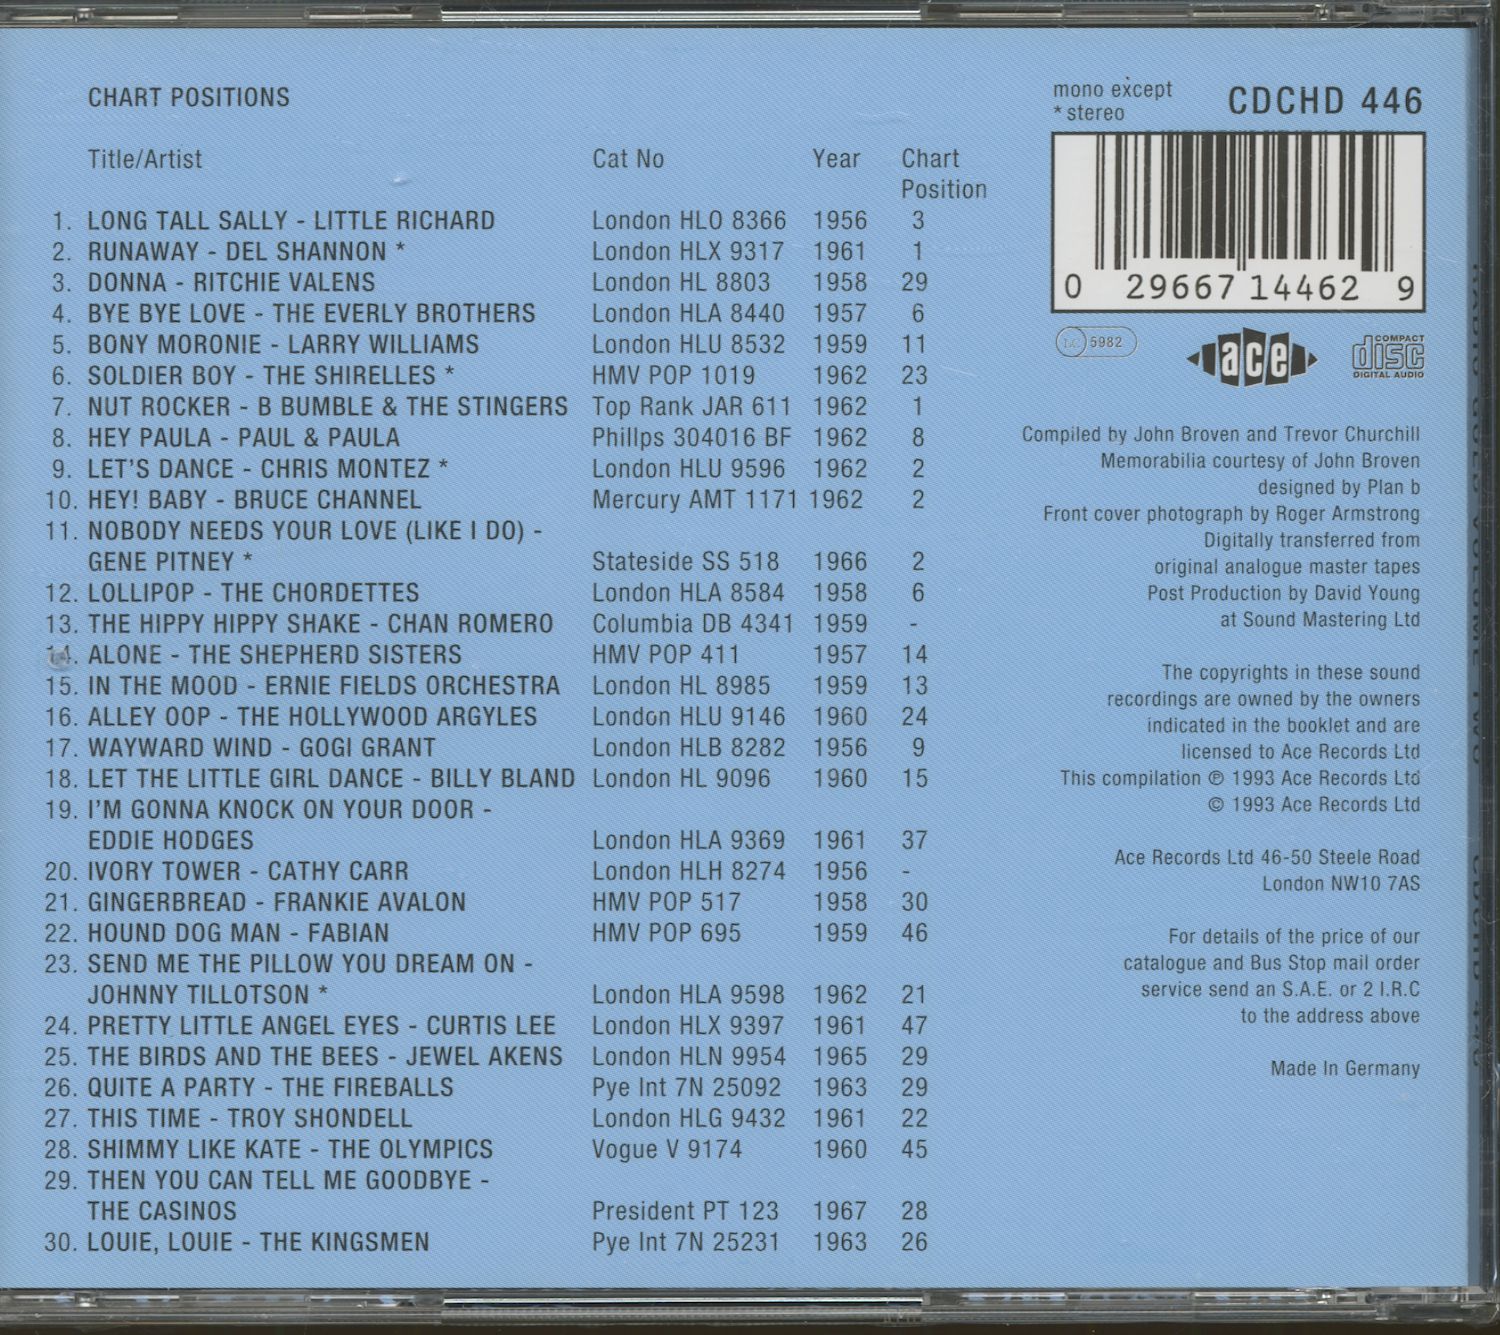 CHART POSITIONS
mono except
* stereo
CDCHD 446
Title/Artist Cat No Year Chart Position
1. LONG TALL SALLY - LITTLE RICHARD London HLO 8366 1956 3
2. RUNAWAY - DEL SHANNON * London HLX 9317 1961 1
3. DONNA - RITCHIE VALENS London HL 8803 1958 29
4. BYE BYE LOVE - THE EVERLY BROTHERS London HLA 8440 1957 6
5. BONY MORONIE - LARRY WILLIAMS London HLU 8532 1959 11
6. SOLDIER BOY - THE SHIRELLES * HMV POP 1019 1962 23
7. NUT ROCKER - B BUMBLE & THE STINGERS Top Rank JAR 611 1962 1
8. HEY PAULA - PAUL & PAULA Phillps 304016 BF 1962 8
9. LET'S DANCE - CHRIS MONTEZ * London HLU 9596 1962 2
10. HEY! BABY - BRUCE CHANNEL Mercury AMT 1171 1962 2
11. NOBODY NEEDS YOUR LOVE (LIKE I DO) -
GENE PITNEY * Stateside SS 518 1966 2
12. LOLLIPOP - THE CHORDETTES London HLA 8584 1958 6
13. THE HIPPY HIPPY SHAKE - CHAN ROMERO Columbia DB 4341 1959 -
14. ALONE - THE SHEPHERD SISTERS HMV POP 411 1957 14
15. IN THE MOOD - ERNIE FIELDS ORCHESTRA London HL 8985 1959 13
16. ALLEY OOP - THE HOLLYWOOD ARGYLES London HLU 9146 1960 24
17. WAYWARD WIND - GOGI GRANT London HLB 8282 1956 9
18. LET THE LITTLE GIRL DANCE - BILLY BLAND London HL 9096 1960 15
19. I'M GONNA KNOCK ON YOUR DOOR -
EDDIE HODGES London HLA 9369 1961 37
20. IVORY TOWER - CATHY CARR London HLH 8274 1956 -
21. GINGERBREAD - FRANKIE AVALON HMV POP 517 1958 30
22. HOUND DOG MAN - FABIAN HMV POP 695 1959 46
23. SEND ME THE PILLOW YOU DREAM ON -
JOHNNY TILLOTSON * London HLA 9598 1962 21
24. PRETTY LITTLE ANGEL EYES - CURTIS LEE London HLX 9397 1961 47
25. THE BIRDS AND THE BEES - JEWEL AKENS London HLN 9954 1965 29
26. QUITE A PARTY - THE FIREBALLS Pye Int 7N 25092 1963 29
27. THIS TIME - TROY SHONDELL London HLG 9432 1961 22
28. SHIMMY LIKE KATE - THE OLYMPICS Vogue V 9174 1960 45
29. THEN YOU CAN TELL ME GOODBYE -
THE CASINOS President PT 123 1967 28
30. LOUIE, LOUIE - THE KINGSMEN Pye Int 7N 25231 1963 26
0 29667 14462 9
LC 5982
ace
COMPACT
disc
DIGITAL AUDIO
Compiled by John Broven and Trevor Churchill
Memorabilia courtesy of John Broven
designed by Plan b
Front cover photograph by Roger Armstrong
Digitally transferred from
original analogue master tapes
Post Production by David Young
at Sound Mastering Ltd
The copyrights in these sound
recordings are owned by the owners
indicated in the booklet and are
licensed to Ace Records Ltd
This compilation ℗ 1993 Ace Records Ltd
© 1993 Ace Records Ltd
Ace Records Ltd 46-50 Steele Road
London NW10 7AS
For details of the price of our
catalogue and Bus Stop mail order
service send an S.A.E. or 2 I.R.C
to the address above
Made In Germany